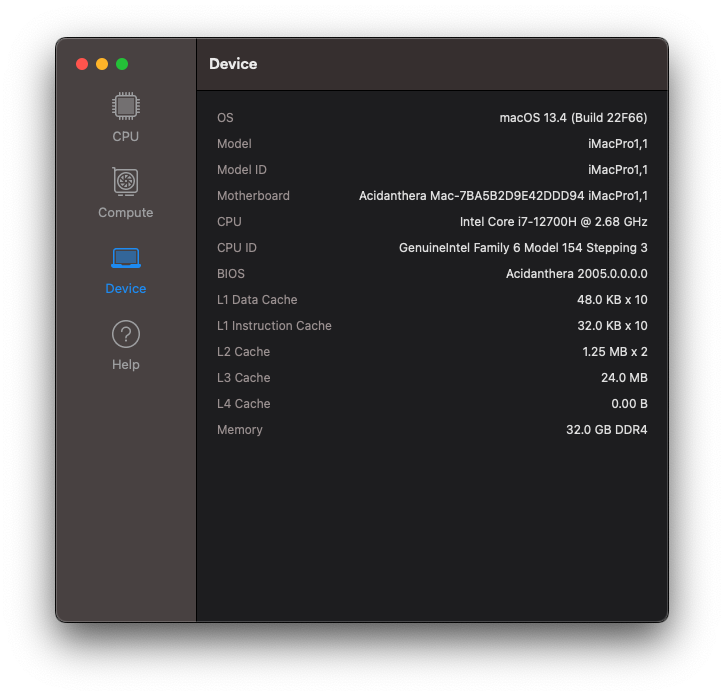 Device
CPU
Compute
Device
Help
OS macOS 13.4 (Build 22F66)
Model iMacPro1,1
Model ID iMacPro1,1
Motherboard Acidanthera Mac-7BA5B2D9E42DDD94 iMacPro1,1
CPU Intel Core i7-12700H @ 2.68 GHz
CPU ID GenuineIntel Family 6 Model 154 Stepping 3
BIOS Acidanthera 2005.0.0.0.0
L1 Data Cache 48.0 KB x 10
L1 Instruction Cache 32.0 KB x 10
L2 Cache 1.25 MB x 2
L3 Cache 24.0 MB
L4 Cache 0.00 B
Memory 32.0 GB DDR4